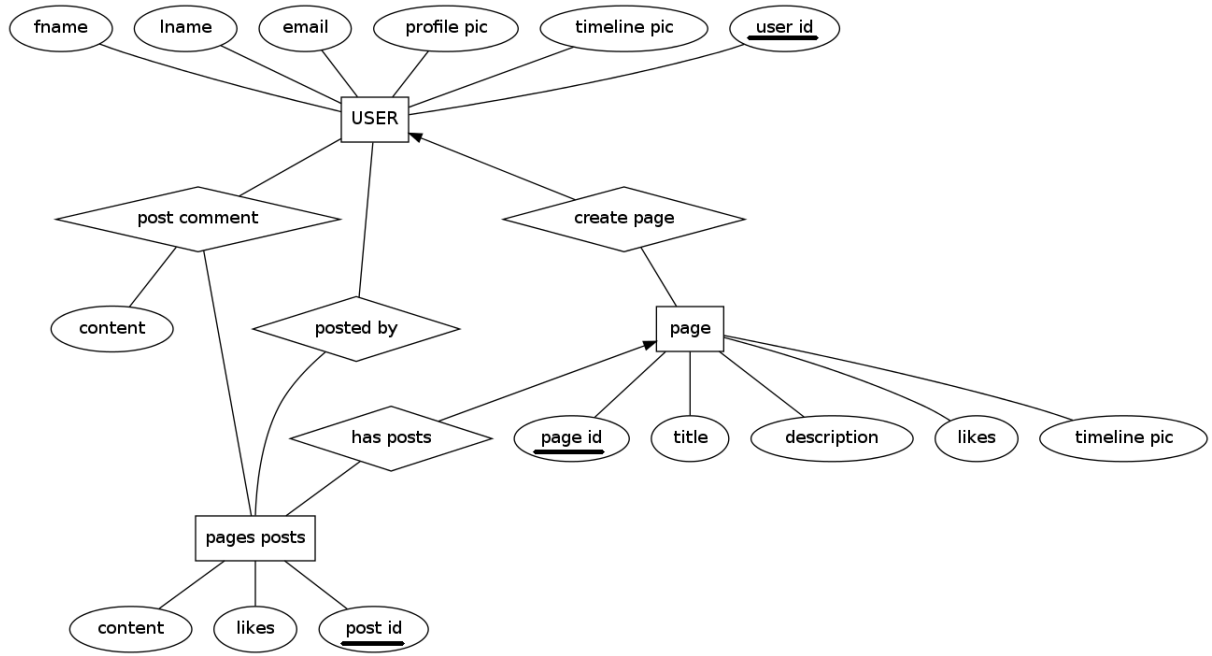 fname
lname
email
profile pic
timeline pic
user id
USER
post comment
create page
content
posted by
page
has posts
page id
title
description
likes
timeline pic
pages posts
content
likes
post id